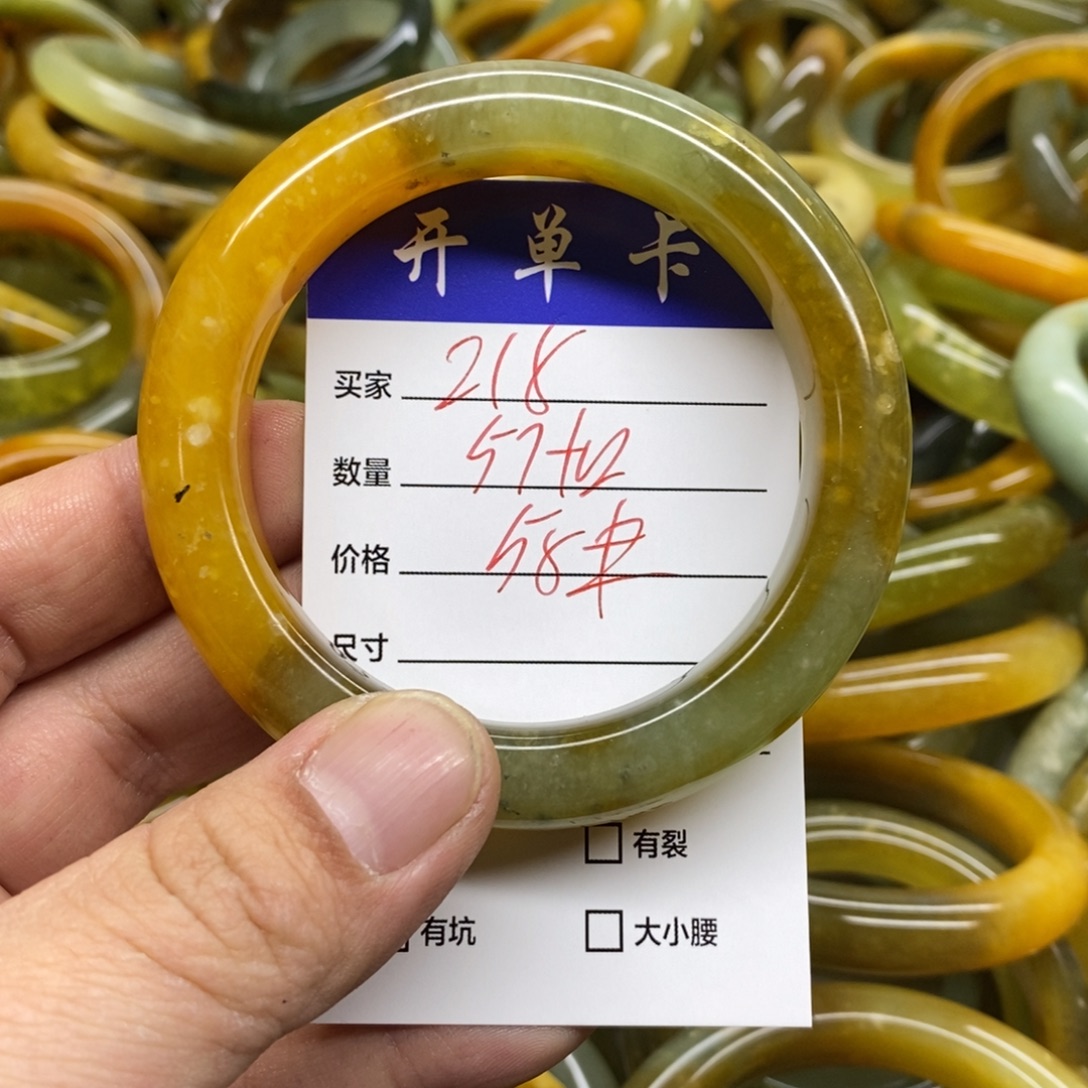 开单卡
买家 218
数量 57
价格 58
尺寸
有裂
有坑
大小腰